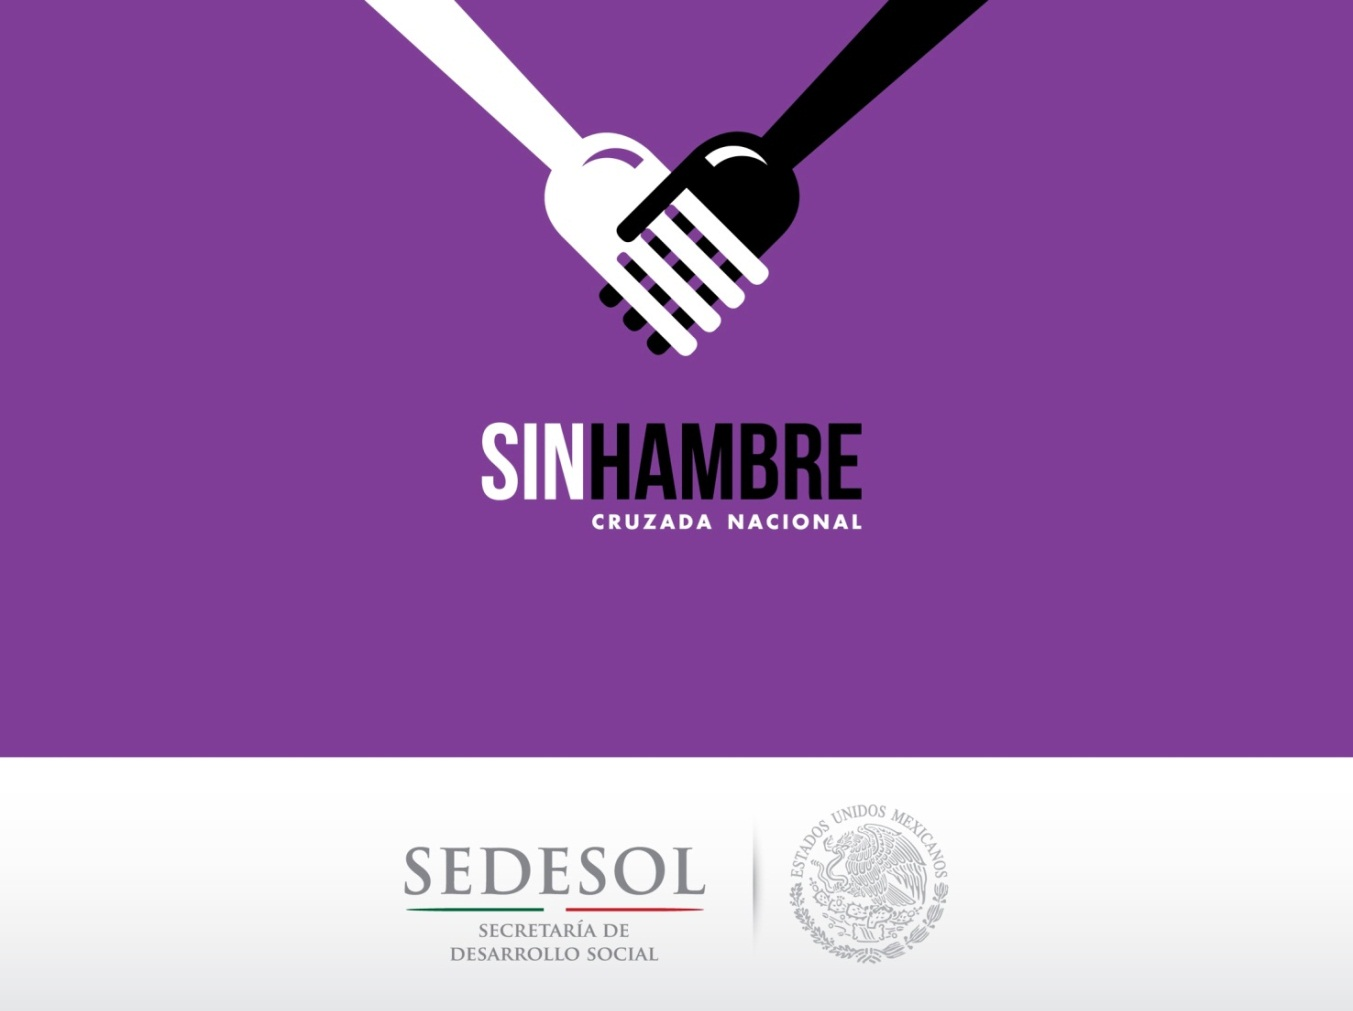 SINHAMBRE
CRUZADA NACIONAL
SEDESOL
SECRETARÍA DE
DESARROLLO SOCIAL
ESTADOS UNIDOS MEXICANOS